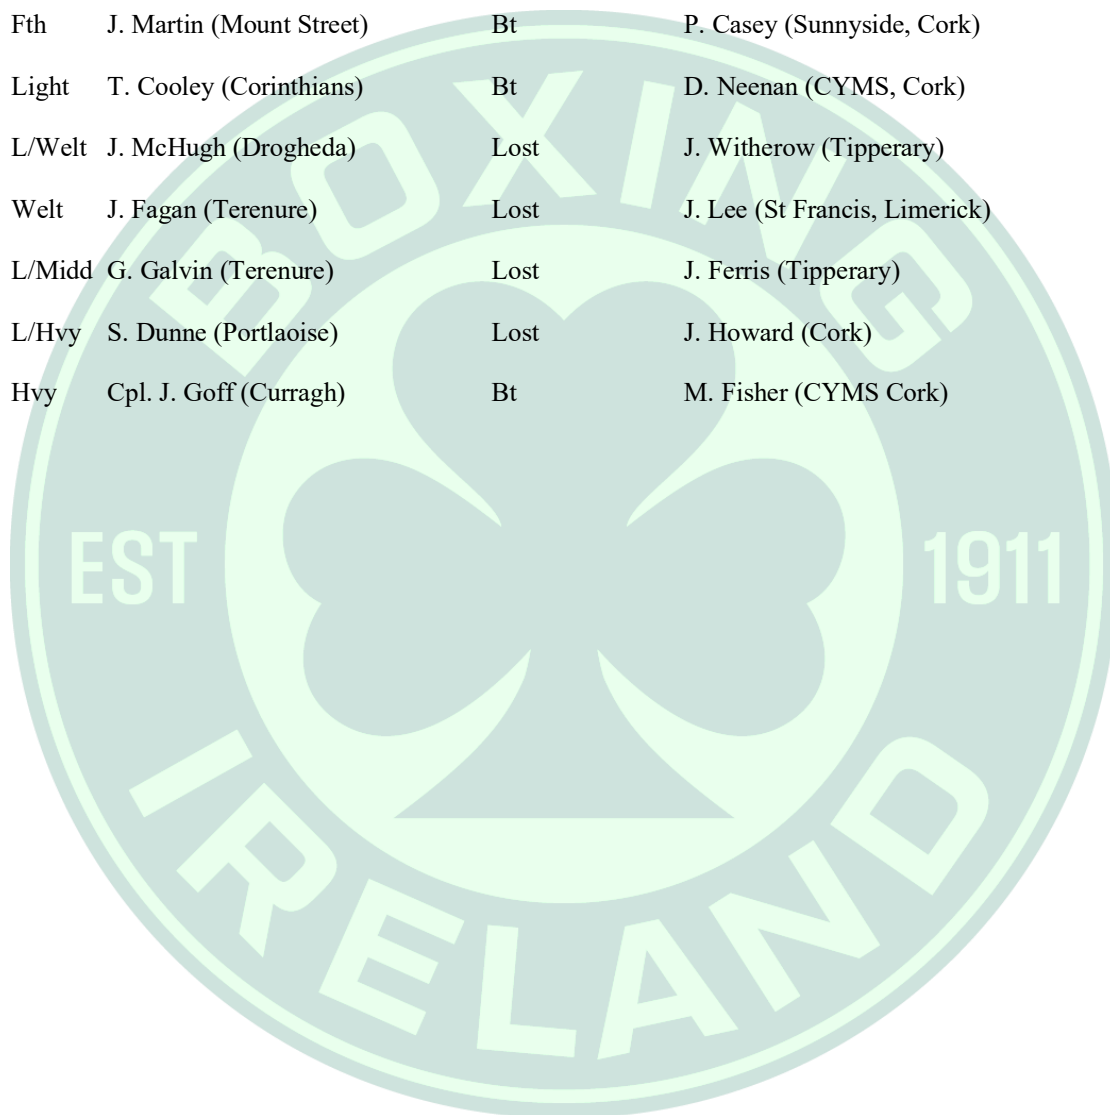 Fth J. Martin (Mount Street) Bt P. Casey (Sunnyside, Cork)
Light T. Cooley (Corinthians) Bt D. Neenan (CYMS, Cork)
L/Welt J. McHugh (Drogheda) Lost J. Witherow (Tipperary)
Welt J. Fagan (Terenure) Lost J. Lee (St Francis, Limerick)
L/Midd G. Galvin (Terenure) Lost J. Ferris (Tipperary)
L/Hvy S. Dunne (Portlaoise) Lost J. Howard (Cork)
Hvy Cpl. J. Goff (Curragh) Bt M. Fisher (CYMS Cork)
BOXING
EST 1911
IRELAND